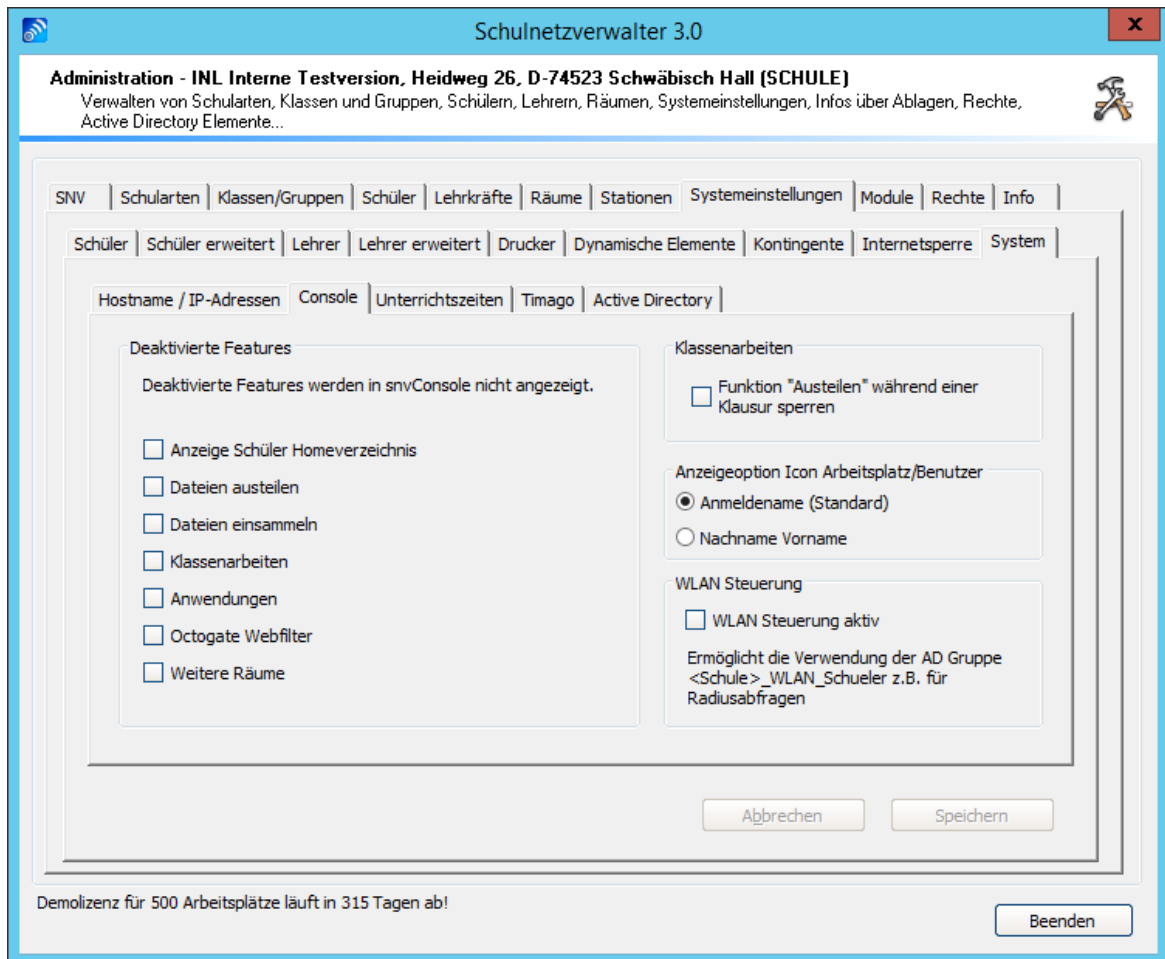 Schulnetzverwalter 3.0
x
Administration - INL Interne Testversion, Heidweg 26, D-74523 Schwäbisch Hall (SCHULE)
Verwalten von Schularten, Klassen und Gruppen, Schülern, Lehrern, Räumen, Systemeinstellungen, Infos über Ablagen, Rechte,
Active Directory Elemente...
SNV Schularten Klassen/Gruppen Schüler Lehrkräfte Räume Stationen Systemeinstellungen Module Rechte Info
Schüler Schüler erweitert Lehrer Lehrer erweitert Drucker Dynamische Elemente Kontingente Internetsperre System
Hostname / IP-Adressen Console Unterrichtszeiten Timago Active Directory
Deaktivierte Features
Deaktivierte Features werden in snvConsole nicht angezeigt.
Anzeige Schüler Homeverzeichnis
Dateien austeilen
Dateien einsammeln
Klassenarbeiten
Anwendungen
Octogate Webfilter
Weitere Räume
Klassenarbeiten
Funktion "Austeilen" während einer
Klausur sperren
Anzeigeoption Icon Arbeitsplatz/Benutzer
Anmeldename (Standard)
Nachname Vorname
WLAN Steuerung
WLAN Steuerung aktiv
Ermöglicht die Verwendung der AD Gruppe
<Schule>_WLAN_Schueler z.B. für
Radiusabfragen
Abbrechen Speichern
Demolizenz für 500 Arbeitsplätze läuft in 315 Tagen ab!
Beenden